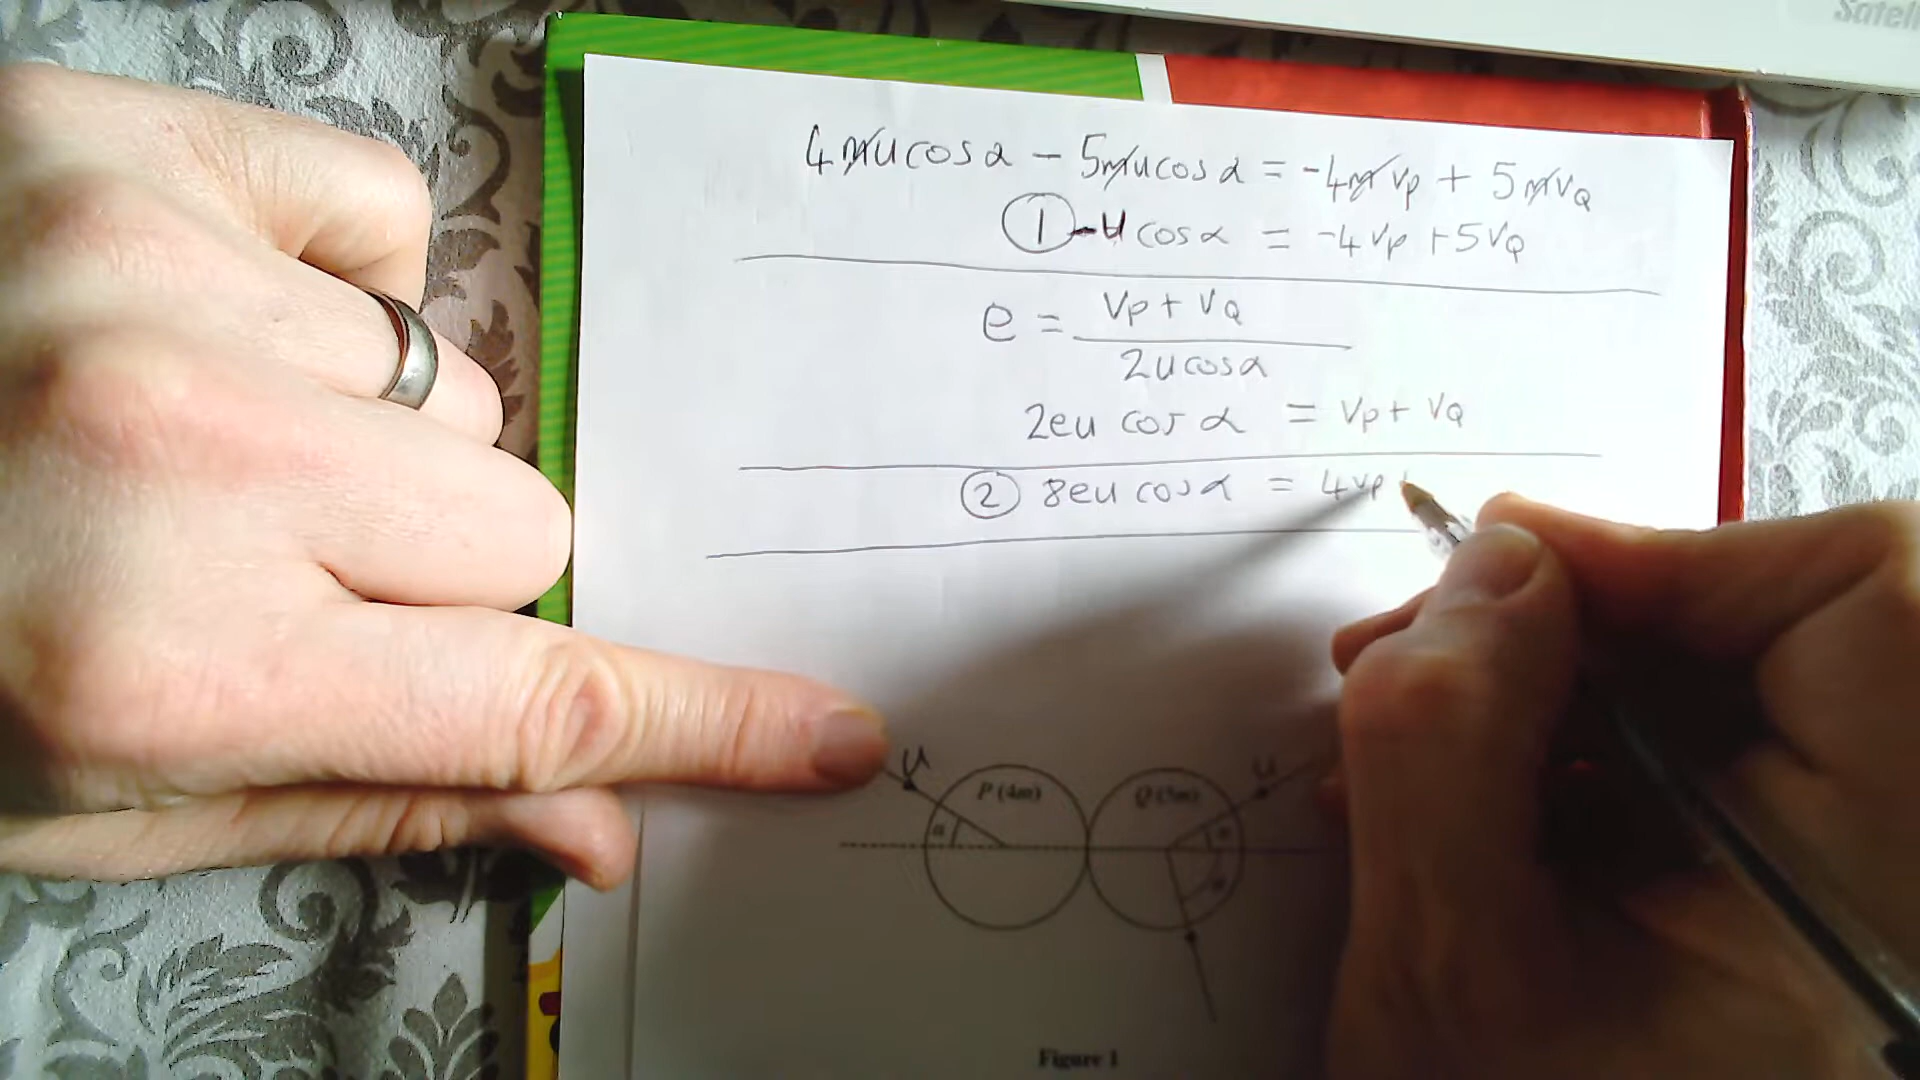 4mucosα - 5mucosα = -4mvp + 5mvQ
① -ucosα = -4vp + 5vQ
e = vp + vQ
2ucosα
2eu cos α = vp + vQ
② 8eu cosα = 4vp +
u u
P (4m) Q (5m)
α α
Figure 1